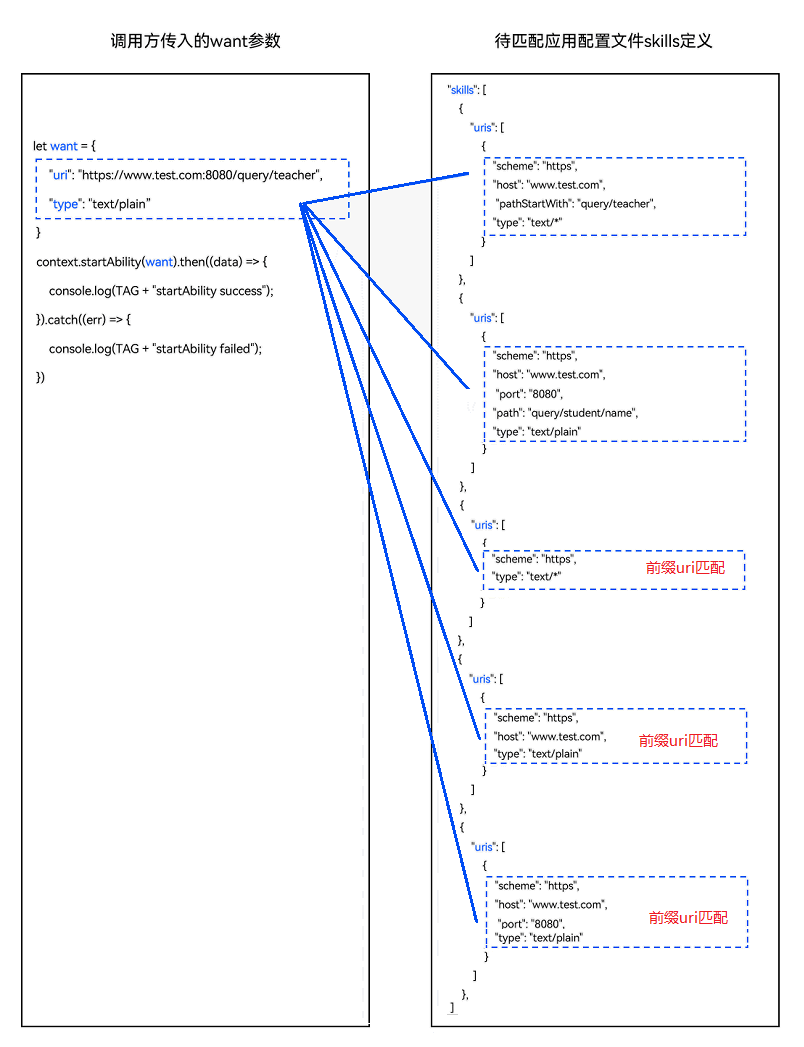 调用方传入的want参数
待匹配应用配置文件skills定义
let want = {
"uri": "https://www.test.com:8080/query/teacher",
"type": "text/plain"
}
context.startAbility(want).then((data) => {
console.log(TAG + "startAbility success");
}).catch((err) => {
console.log(TAG + "startAbility failed");
})
"skills": [
{
"uris": [
{
"scheme": "https",
"host": "www.test.com",
"pathStartWith": "query/teacher",
"type": "text/*"
}
]
},
{
"uris": [
{
"scheme": "https",
"host": "www.test.com",
"port": "8080",
"path": "query/student/name",
"type": "text/plain"
}
]
},
{
"uris": [
{
"scheme": "https",
"type": "text/*"
前缀uri匹配
}
]
},
{
"uris": [
{
"scheme": "https",
"host": "www.test.com",
"type": "text/plain"
前缀uri匹配
}
]
},
{
"uris": [
{
"scheme": "https",
"host": "www.test.com",
"port": "8080",
"type": "text/plain"
前缀uri匹配
}
]
},
]